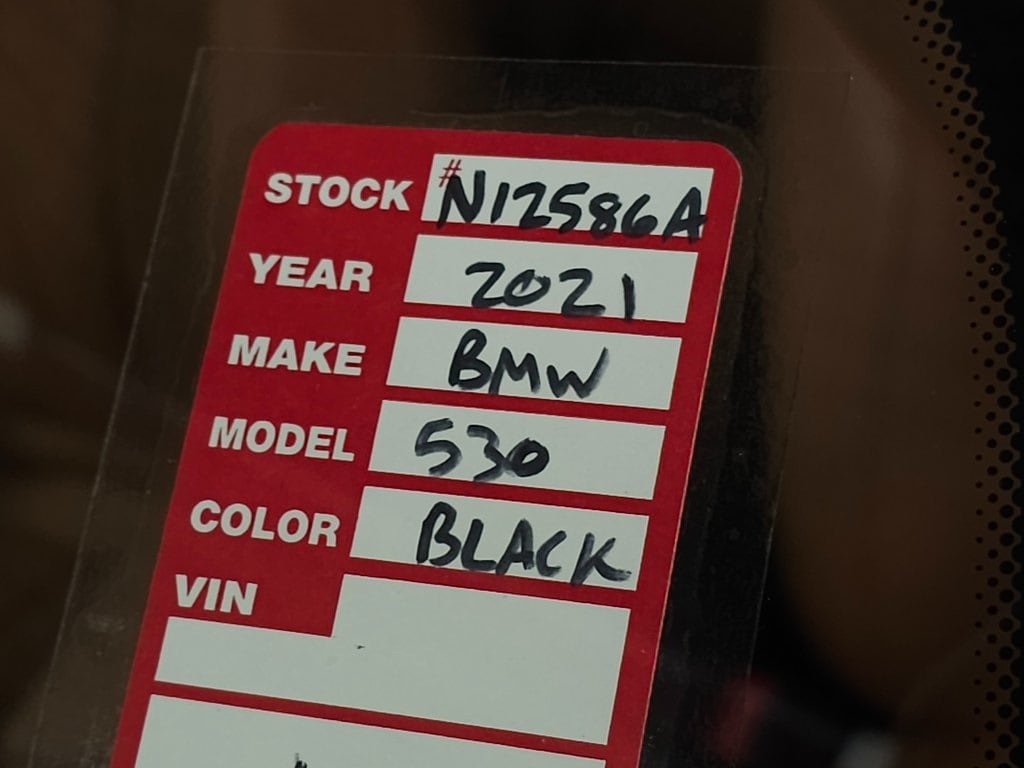 STOCK #N12586A
YEAR 2021
MAKE BMW
MODEL 530
COLOR BLACK
VIN